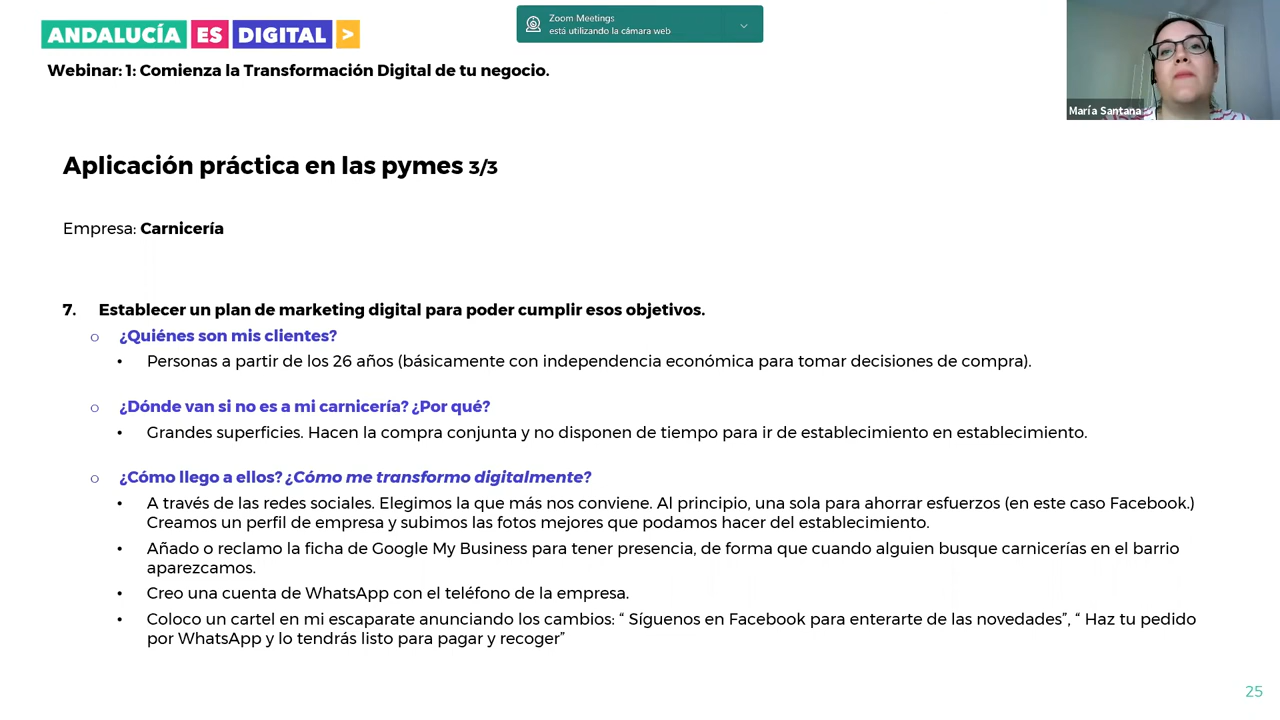 ANDALUCÍA ES DIGITAL >
Zoom Meetings
está utilizando la cámara web
Webinar: 1: Comienza la Transformación Digital de tu negocio.
María Santana
Aplicación práctica en las pymes 3/3
Empresa: Carnicería
7. Establecer un plan de marketing digital para poder cumplir esos objetivos.
o ¿Quiénes son mis clientes?
• Personas a partir de los 26 años (básicamente con independencia económica para tomar decisiones de compra).
o ¿Dónde van si no es a mi carnicería? ¿Por qué?
• Grandes superficies. Hacen la compra conjunta y no disponen de tiempo para ir de establecimiento en establecimiento.
o ¿Cómo llego a ellos? ¿Cómo me transformo digitalmente?
• A través de las redes sociales. Elegimos la que más nos conviene. Al principio, una sola para ahorrar esfuerzos (en este caso Facebook.)
Creamos un perfil de empresa y subimos las fotos mejores que podamos hacer del establecimiento.
• Añado o reclamo la ficha de Google My Business para tener presencia, de forma que cuando alguien busque carnicerías en el barrio
aparezcamos.
• Creo una cuenta de WhatsApp con el teléfono de la empresa.
• Coloco un cartel en mi escaparate anunciando los cambios: “ Síguenos en Facebook para enterarte de las novedades”, “ Haz tu pedido
por WhatsApp y lo tendrás listo para pagar y recoger”
25